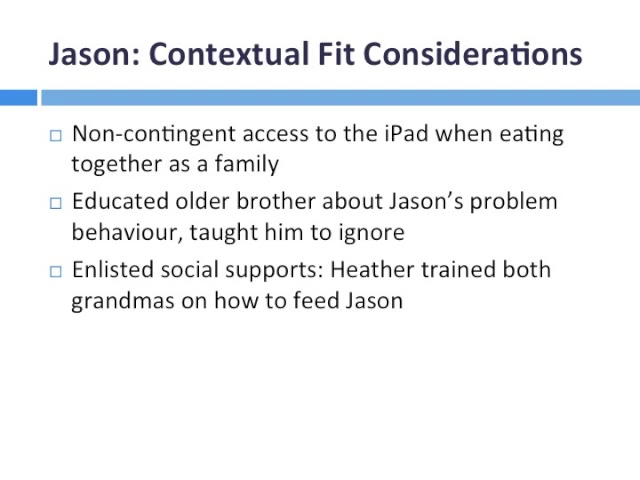 Jason: Contextual Fit Considerations
Non-contingent access to the iPad when eating
together as a family
Educated older brother about Jason’s problem
behaviour, taught him to ignore
Enlisted social supports: Heather trained both
grandmas on how to feed Jason